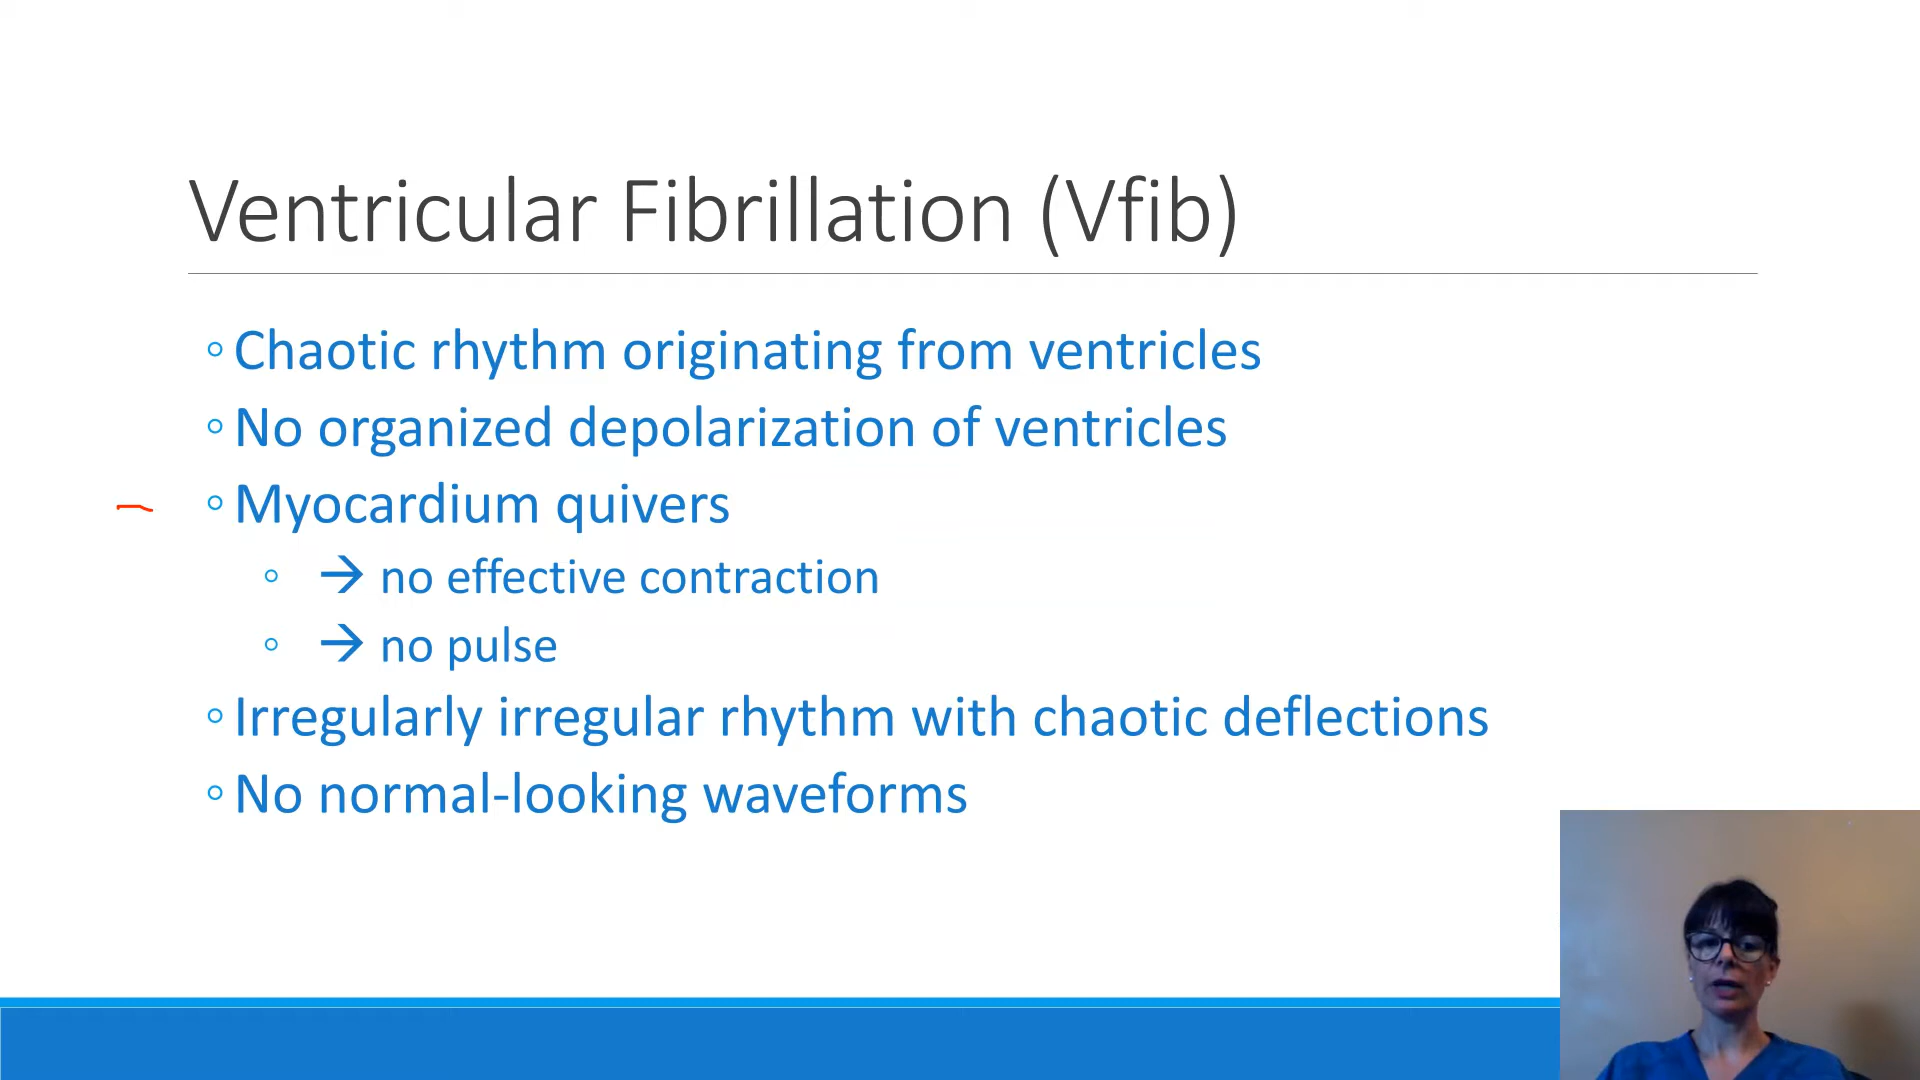 Ventricular Fibrillation (Vfib)
◦ Chaotic rhythm originating from ventricles
◦ No organized depolarization of ventricles
◦ Myocardium quivers
◦ → no effective contraction
◦ → no pulse
◦ Irregularly irregular rhythm with chaotic deflections
◦ No normal-looking waveforms